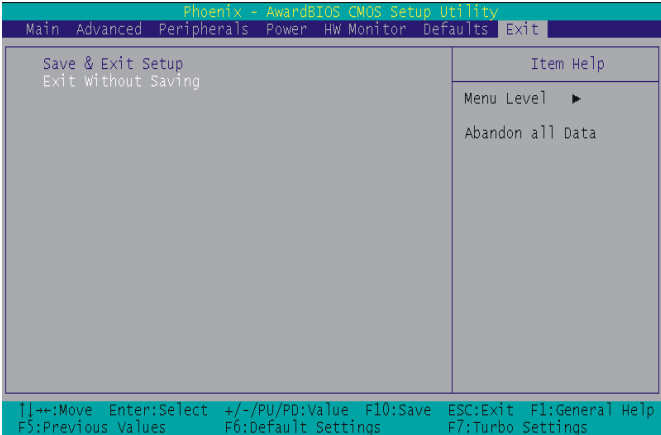 Phoenix - AwardBIOS CMOS Setup Utility
Main Advanced Peripherals Power HW Monitor Defaults Exit
Save & Exit Setup
Exit Without Saving
Item Help
Menu Level ►
Abandon all Data
↑↓→←:Move Enter:Select +/-/PU/PD:Value F10:Save ESC:Exit F1:General Help
F5:Previous Values F6:Default Settings F7:Turbo Settings